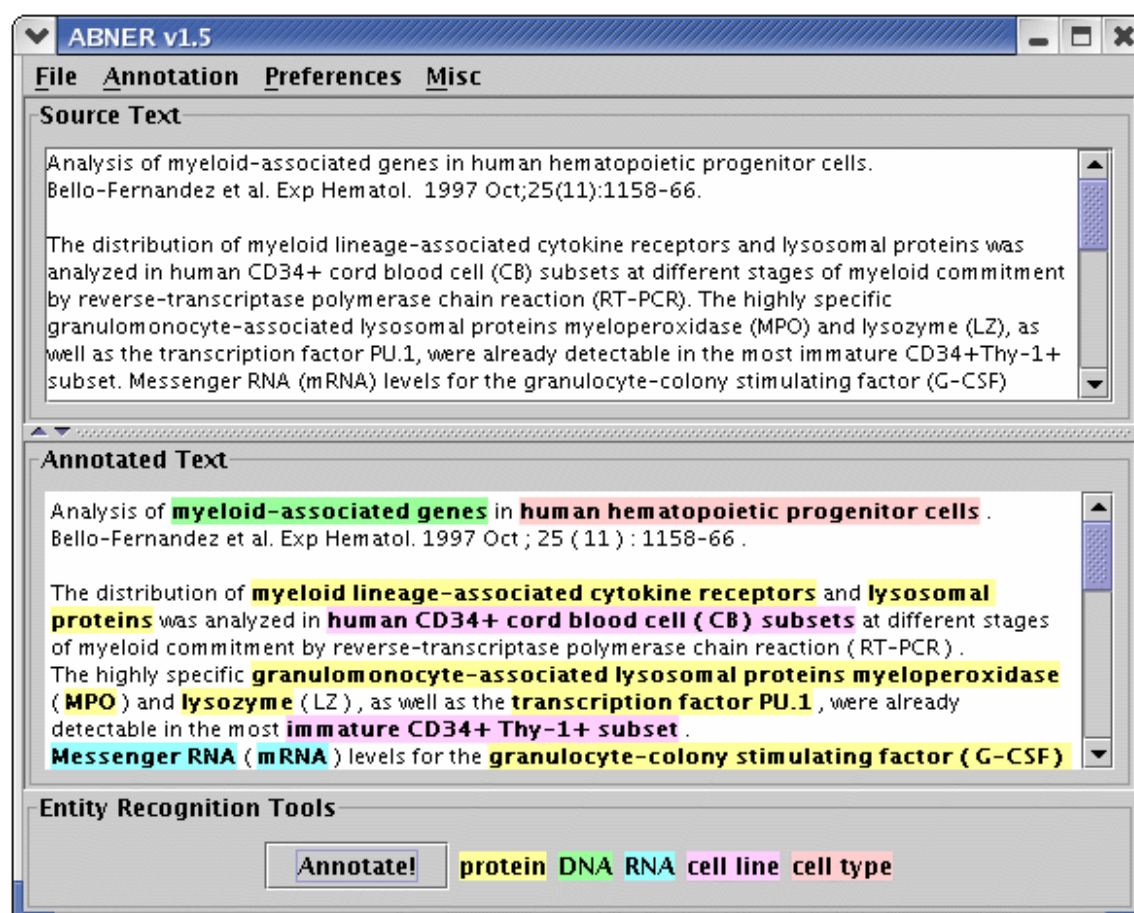 ABNER v1.5
File Annotation Preferences Misc
Source Text
Analysis of myeloid-associated genes in human hematopoietic progenitor cells.
Bello-Fernandez et al. Exp Hematol. 1997 Oct;25(11):1158-66.
The distribution of myeloid lineage-associated cytokine receptors and lysosomal proteins was
analyzed in human CD34+ cord blood cell (CB) subsets at different stages of myeloid commitment
by reverse-transcriptase polymerase chain reaction (RT-PCR). The highly specific
granulomonocyte-associated lysosomal proteins myeloperoxidase (MPO) and lysozyme (LZ), as
well as the transcription factor PU.1, were already detectable in the most immature CD34+Thy-1+
subset. Messenger RNA (mRNA) levels for the granulocyte-colony stimulating factor (G-CSF)
Annotated Text
Analysis of myeloid-associated genes in human hematopoietic progenitor cells .
Bello-Fernandez et al. Exp Hematol. 1997 Oct ; 25 ( 11 ) : 1158-66 .
The distribution of myeloid lineage-associated cytokine receptors and lysosomal
proteins was analyzed in human CD34+ cord blood cell ( CB ) subsets at different stages
of myeloid commitment by reverse-transcriptase polymerase chain reaction ( RT-PCR ) .
The highly specific granulomonocyte-associated lysosomal proteins myeloperoxidase
( MPO ) and lysozyme ( LZ ) , as well as the transcription factor PU.1 , were already
detectable in the most immature CD34+ Thy-1+ subset .
Messenger RNA ( mRNA ) levels for the granulocyte-colony stimulating factor ( G-CSF )
Entity Recognition Tools
Annotate! protein DNA RNA cell line cell type